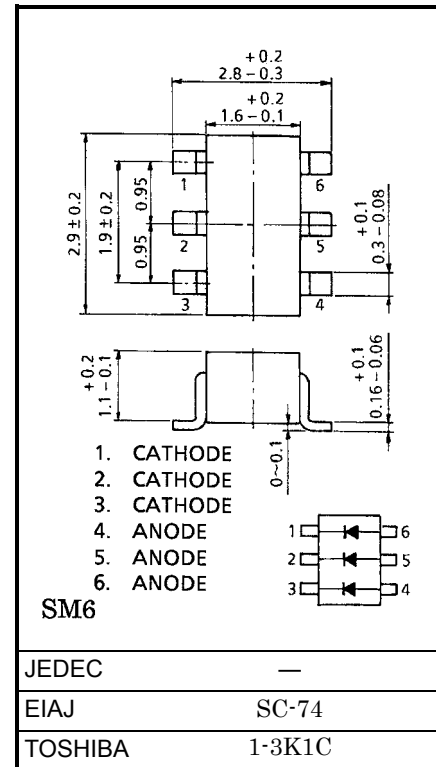 +0.2
2.8-0.3
+0.2
1.6-0.1
2.9±0.2
1.9±0.2
0.95
0.95
1
2
3
6
5
4
+0.1
0.3-0.08
+0.2
1.1-0.1
0~0.1
+0.1
0.16-0.06
1. CATHODE
2. CATHODE
3. CATHODE
4. ANODE
5. ANODE
6. ANODE
1 6
2 5
3 4
SM6
JEDEC —
EIAJ SC-74
TOSHIBA 1-3K1C